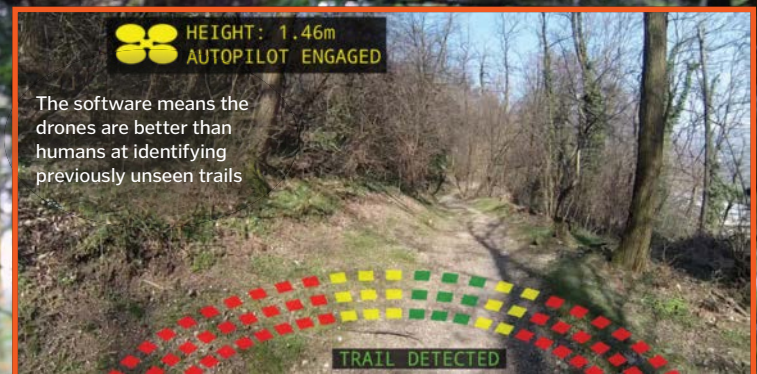 HEIGHT: 1.46m
AUTOPILOT ENGAGED
The software means the
drones are better than
humans at identifying
previously unseen trails
TRAIL DETECTED